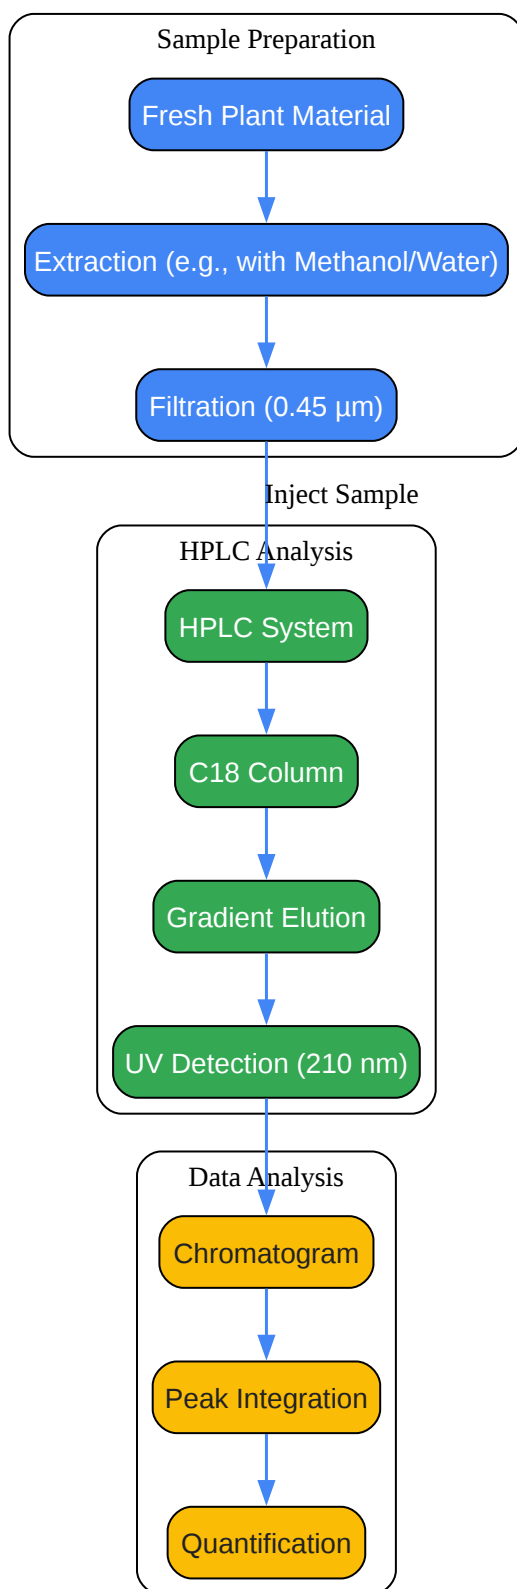 Sample Preparation
Fresh Plant Material
Extraction (e.g., with Methanol/Water)
Filtration (0.45 µm)
Inject Sample
HPLC Analysis
HPLC System
C18 Column
Gradient Elution
UV Detection (210 nm)
Data Analysis
Chromatogram
Peak Integration
Quantification